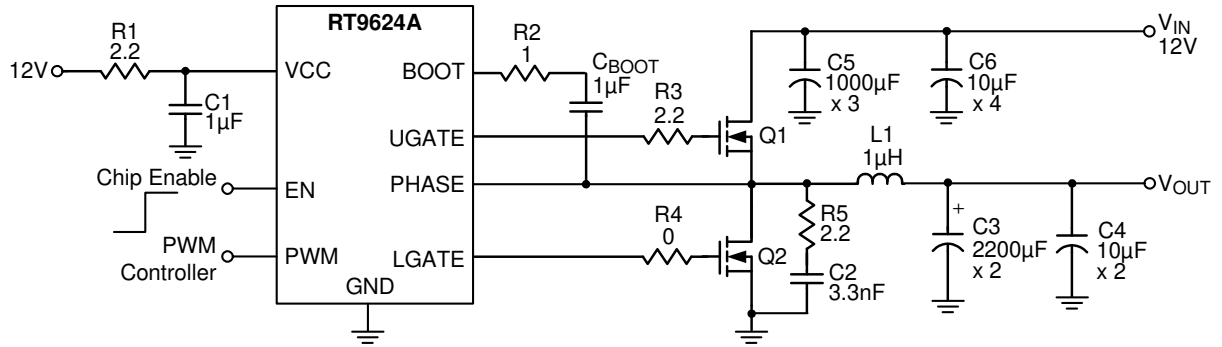 RT9624A
R1
2.2
12V
C1
1µF
VCC
BOOT
R2
1
CBOOT
1µF
R3
2.2
UGATE
Q1
C5
1000µF
x 3
C6
10µF
x 4
VIN
12V
L1
1µH
VOUT
Chip Enable
EN
PHASE
R4
0
R5
2.2
PWM
Controller
PWM
LGATE
GND
Q2
C2
3.3nF
+
C3
2200µF
x 2
C4
10µF
x 2